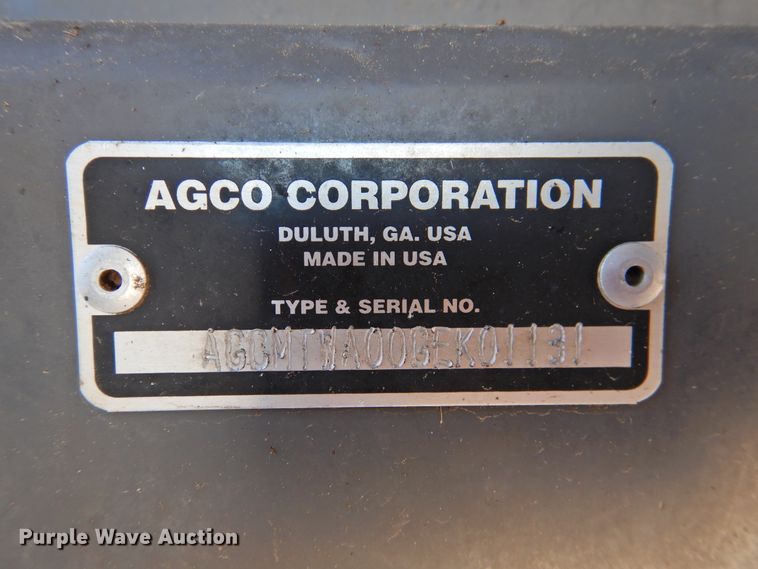 AGCO CORPORATION
DULUTH, GA. USA
MADE IN USA
TYPE & SERIAL NO.
AGCMTWA00GEK01131
Purple Wave Auction®